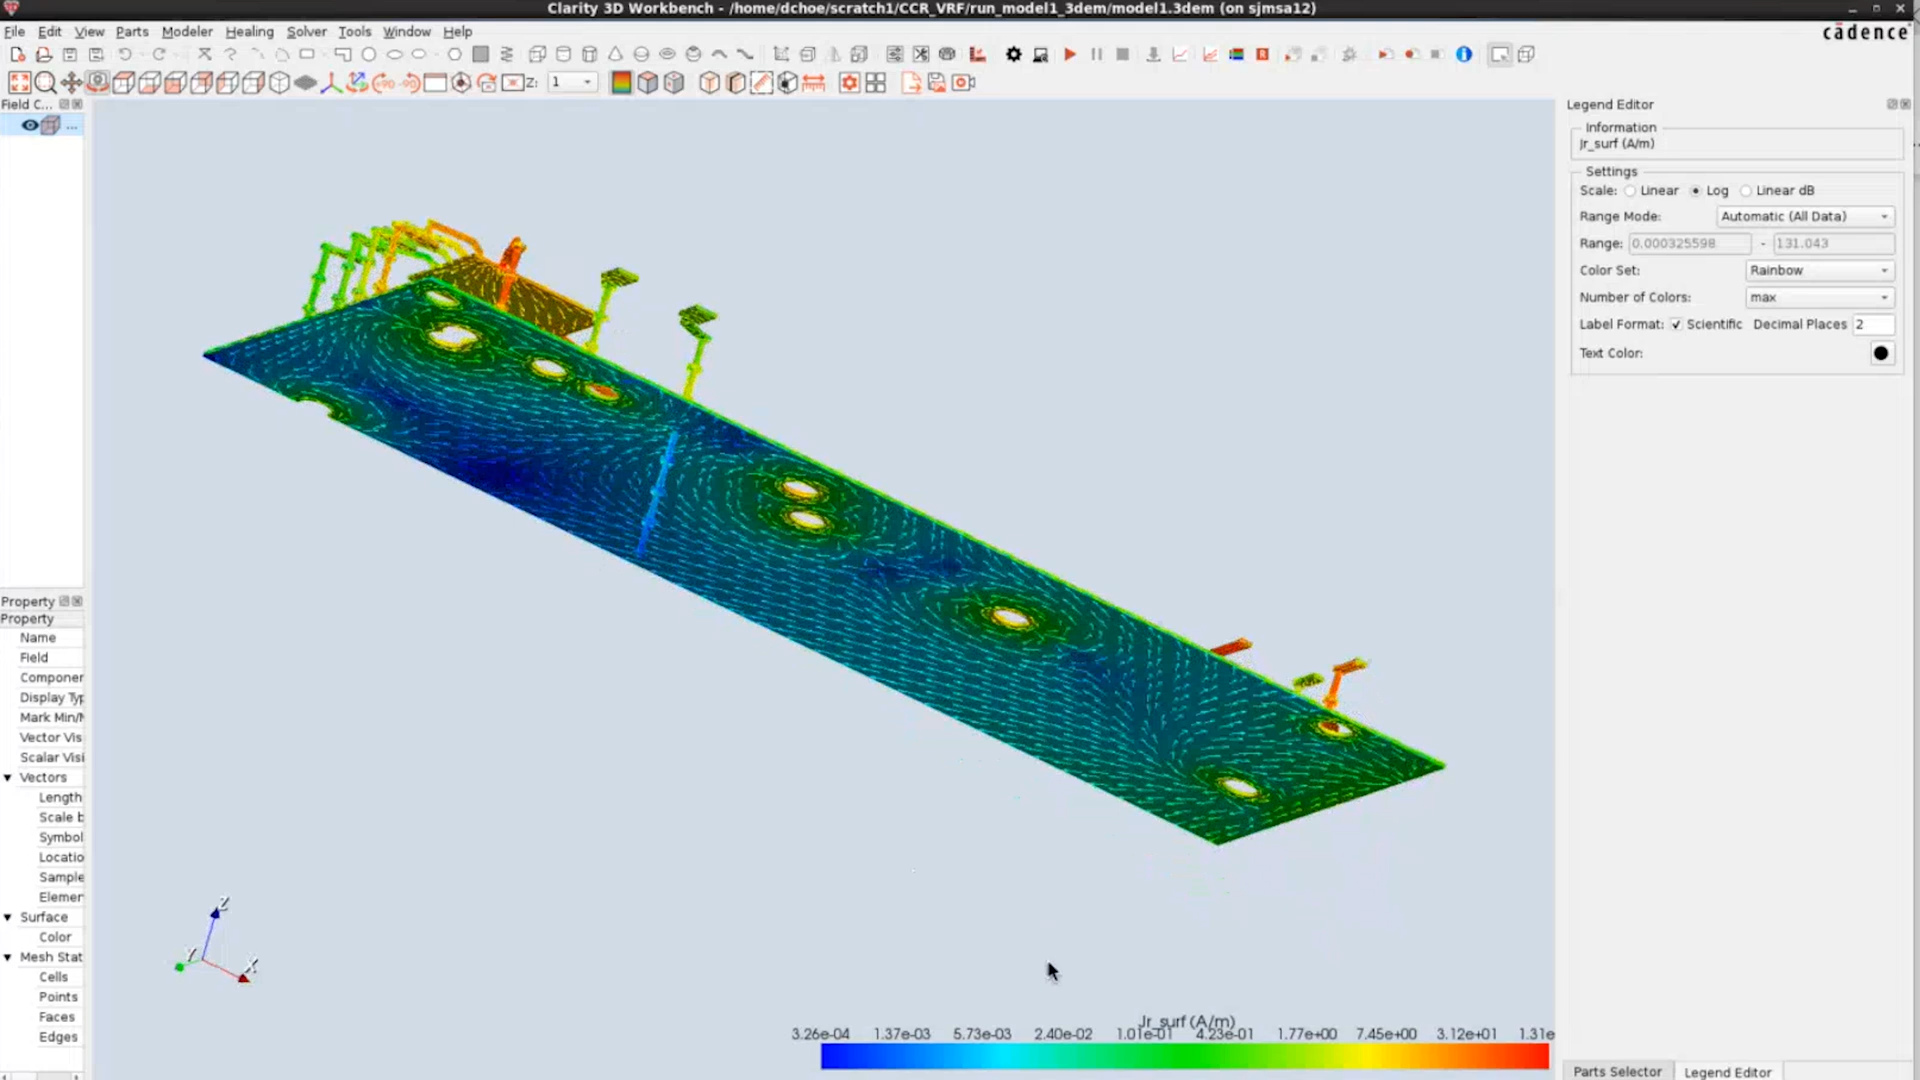 Clarity 3D Workbench - /home/dchoe/scratch1/CCR_VRF/run_model1_3dem/model1.3dem (on sjmsa12)
File Edit View Parts Modeler Healing Solver Tools Window Help
cādence
Z: 1
Field C...
...
Legend Editor
Information
Jr_surf (A/m)
Settings
Scale: Linear Log Linear dB
Range Mode: Automatic (All Data)
Range: 0.000325598 - 131.043
Color Set: Rainbow
Number of Colors: max
Label Format: Scientific Decimal Places 2
Text Color:
Property
Property
Name
Field
Componer
Display Typ
Mark Min/M
Vector Vis
Scalar Visi
Vectors
Length
Scale b
Symbol
Locatio
Sample
Elemer
Surface
Color
Mesh Stat
Cells
Points
Faces
Edges
Z
Y
X
Jr_surf (A/m)
3.26e-04 1.37e-03 5.73e-03 2.40e-02 1.01e-01 4.23e-01 1.77e+00 7.45e+00 3.12e+01 1.31e
Parts Selector Legend Editor